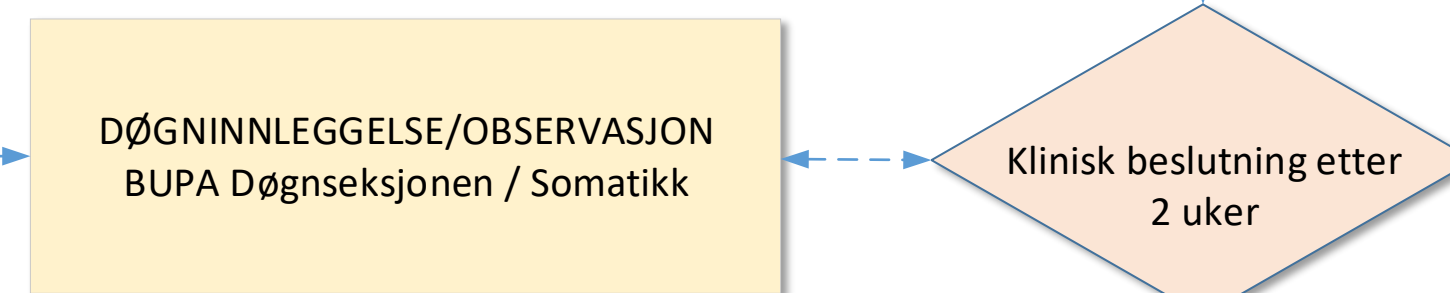 DØGNINNLEGGELSE/OBSERVASJON
BUPA Døgnseksjonen / Somatikk
Klinisk beslutning etter
2 uker